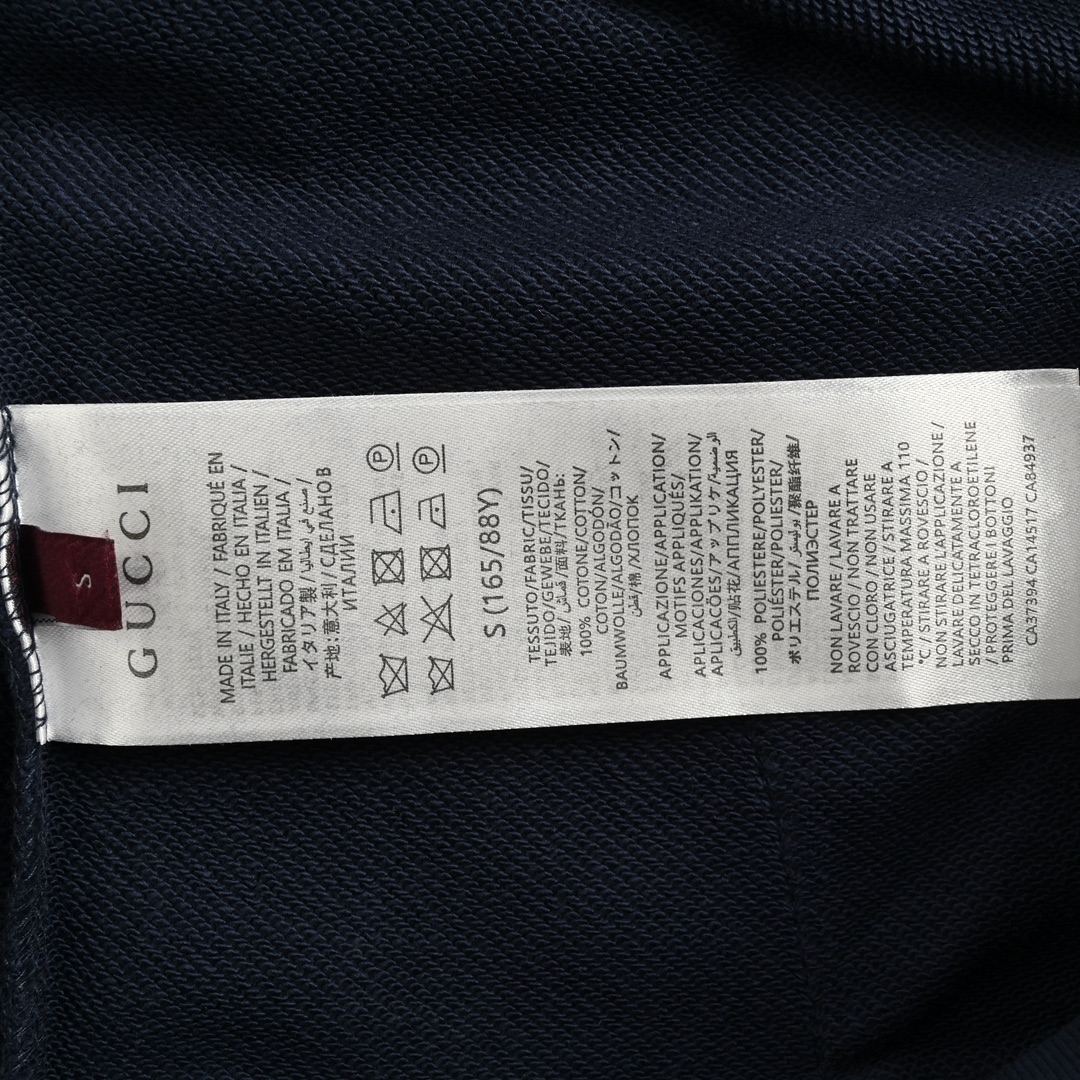 S
GUCCI
MADE IN ITALY / FABRIQUÉ EN
ITALIE / HECHO EN ITALIA /
HERGESTELLT IN ITALIEN /
FABRICADO EM ITALIA /
イタリア製 / صنع في إيطاليا /
产地:意大利 / СДЕЛАНОВ
ИТАЛИИ
P
P
S (165/88Y)
TESSUTO/FABRIC/TISSU/
TEJIDO/GEWEBE/TECIDO/
表地/قماش/面料/ТКАНЬ:
100% COTONE/COTTON/
COTON/ALGODÓN/
BAUMWOLLE/ALGODÃO/コットン/
قطن/棉/ХЛОПОК
APPLICAZIONE/APPLICATION/
MOTIFS APPLIQUÉS/
APLICACIONES/APPLIKATION/
APLICAÇÕES/アップリケ/الوضعية
التطبيق/贴花/АППЛИКАЦИЯ
100% POLIESTERE/POLYESTER/
POLIÉSTER/POLYESTER/
ポリエステル/بوليستر/聚酯纤维/
ПОЛИЭСТЕР
NON LAVARE / LAVARE A
ROVESCIO / NON TRATTARE
CON CLORO / NON USARE
ASCIUGATRICE / STIRARE A
TEMPERATURA MASSIMA 110
°C / STIRARE A ROVESCIO /
NON STIRARE L'APPLICAZIONE /
LAVARE DELICATAMENTE A
SECCO IN TETRACLOROETILENE
/ PROTEGGERE I BOTTONI
PRIMA DEL LAVAGGIO
CA37394 CA14517 CA84937